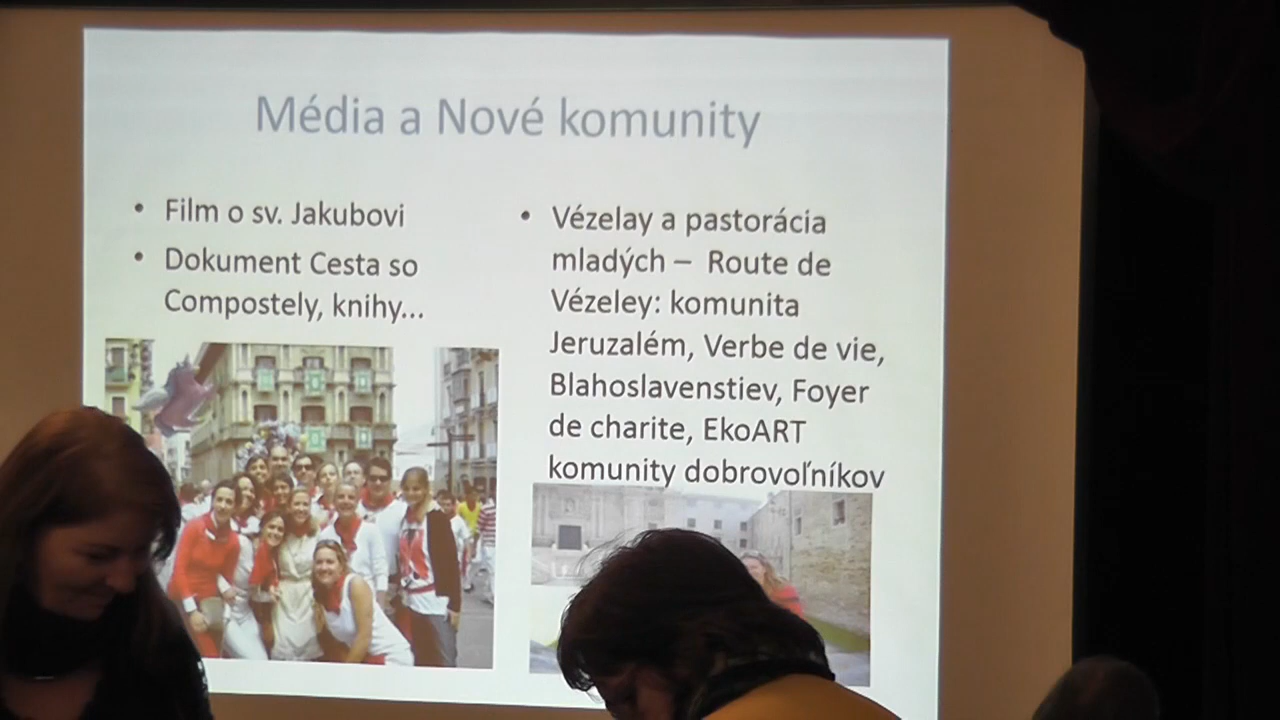 Média a Nové komunity
• Film o sv. Jakubovi
• Dokument Cesta so
Compostely, knihy...
• Vézelay a pastorácia
mladých – Route de
Vézeley: komunita
Jeruzalém, Verbe de vie,
Blahoslavenstiev, Foyer
de charite, EkoART
komunity dobrovoľníkov